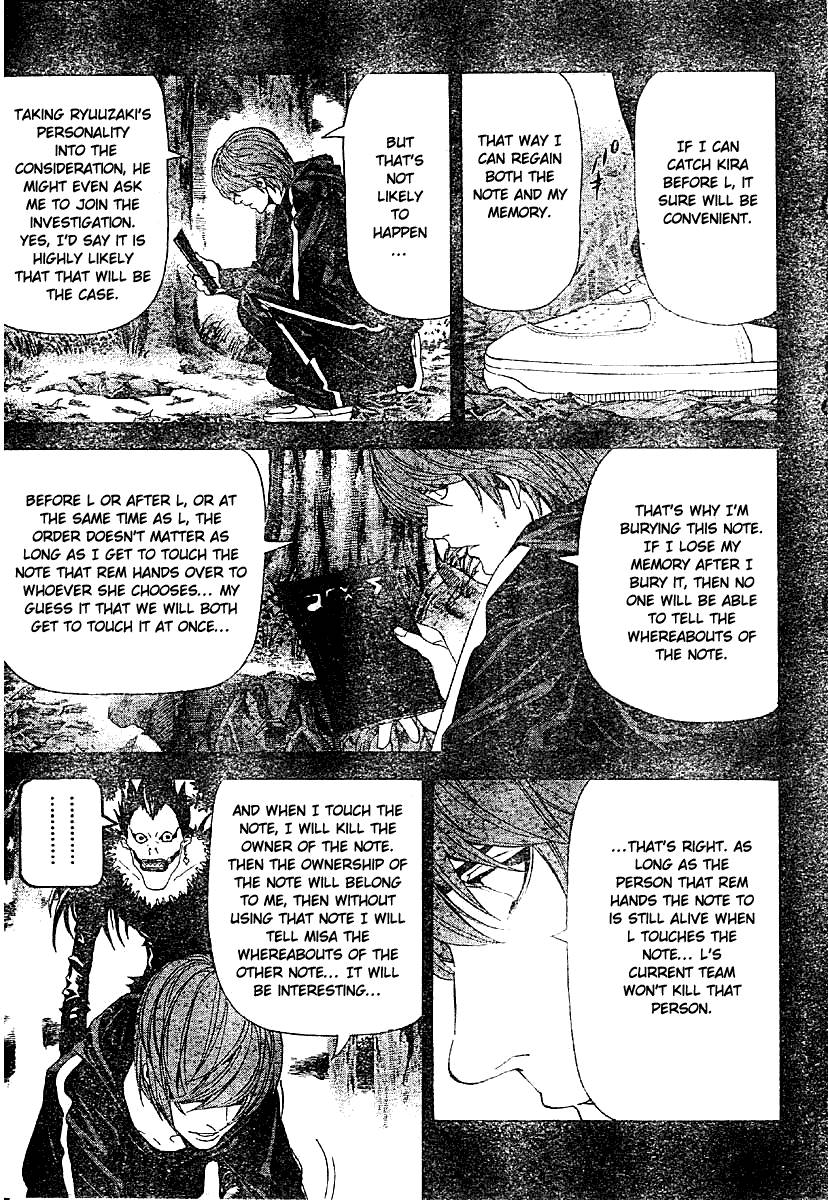 IF I CAN
CATCH KIRA
BEFORE L, IT
SURE WILL BE
CONVENIENT.
THAT WAY I
CAN REGAIN
BOTH THE
NOTE AND MY
MEMORY.
BUT
THAT'S
NOT
LIKELY
TO
HAPPEN
...
TAKING RYUUZAKI'S
PERSONALITY
INTO THE
CONSIDERATION, HE
MIGHT EVEN ASK
ME TO JOIN THE
INVESTIGATION.
YES, I'D SAY IT IS
HIGHLY LIKELY
THAT THAT WILL BE
THE CASE.
THAT'S WHY I'M
BURYING THIS NOTE.
IF I LOSE MY
MEMORY AFTER I
BURY IT, THEN NO
ONE WILL BE ABLE
TO TELL THE
WHEREABOUTS OF
THE NOTE.
BEFORE L OR AFTER L, OR AT
THE SAME TIME AS L, THE
ORDER DOESN'T MATTER AS
LONG AS I GET TO TOUCH THE
NOTE THAT REM HANDS OVER TO
WHOEVER SHE CHOOSES... MY
GUESS IT THAT WE WILL BOTH
GET TO TOUCH IT AT ONCE...
...THAT'S RIGHT. AS
LONG AS THE
PERSON THAT REM
HANDS THE NOTE TO
IS STILL ALIVE WHEN
L TOUCHES THE
NOTE... L'S
CURRENT TEAM
WON'T KILL THAT
PERSON.
AND WHEN I TOUCH THE
NOTE, I WILL KILL THE
OWNER OF THE NOTE.
THEN THE OWNERSHIP OF
THE NOTE WILL BELONG
TO ME, THEN WITHOUT
USING THAT NOTE I WILL
TELL MISA THE
WHEREABOUTS OF THE
OTHER NOTE... IT WILL
BE INTERESTING...